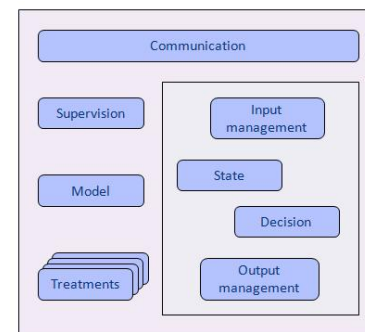 Communication
Supervision
Input
management
State
Model
Decision
Treatments
Output
management